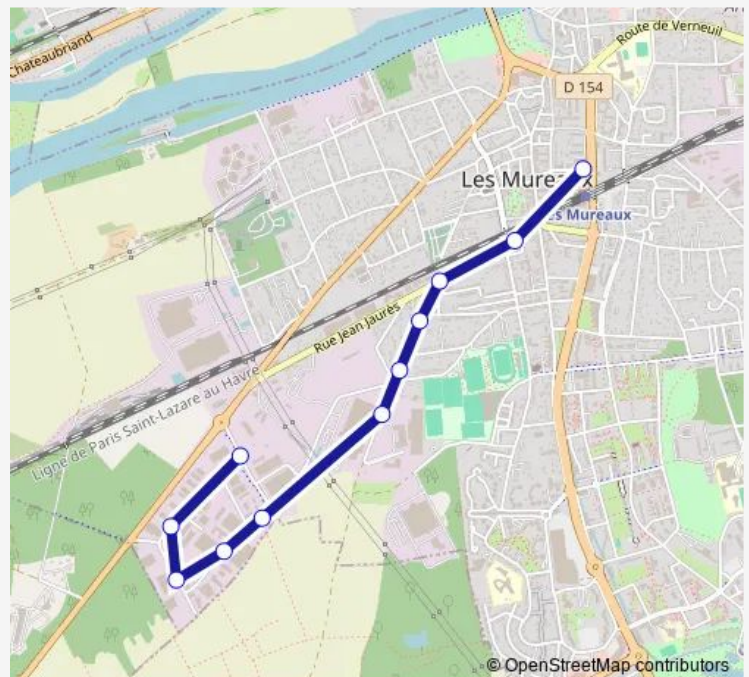 Route de Verneuil
Chateaubriand
D 154
Les Mureaux
Les Mureaux
Rue Jean Jaurès
Ligne de Paris Saint-Lazare au Havre
© OpenStreetMap contributors